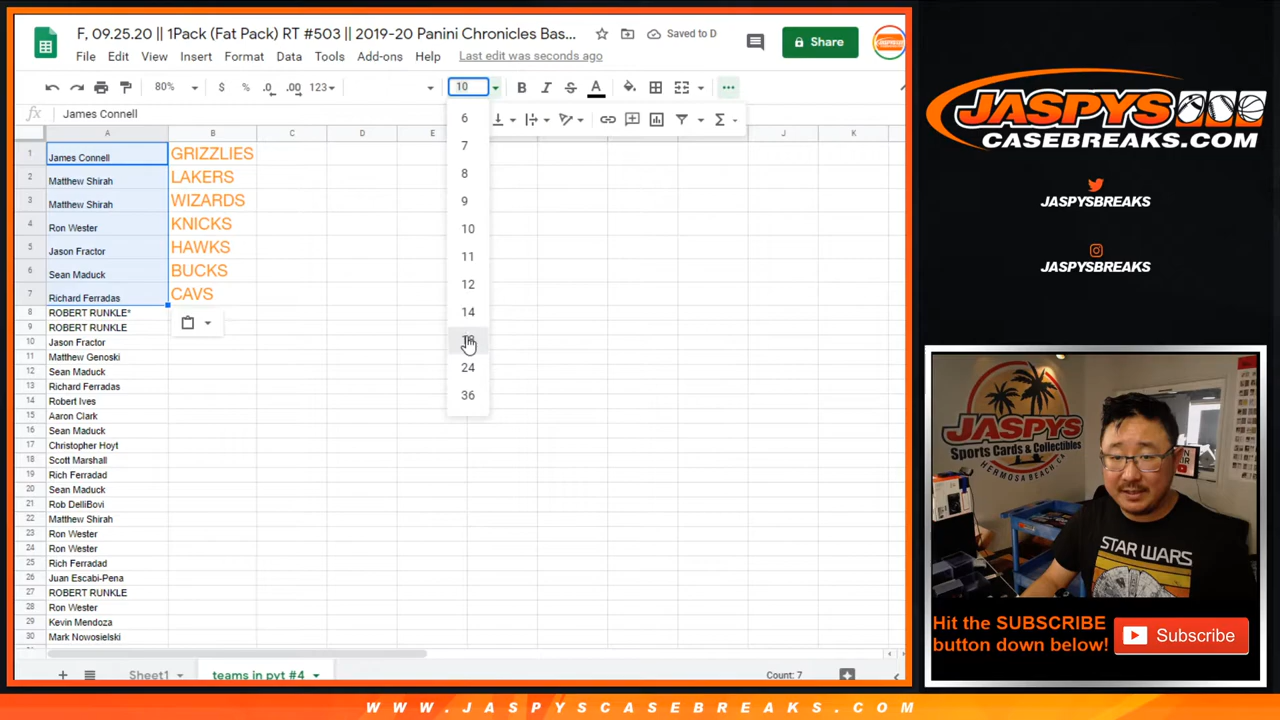 F, 09.25.20 || 1Pack (Fat Pack) RT #503 || 2019-20 Panini Chronicles Bas...
Saved to D
Share
File Edit View Insert Format Data Tools Add-ons Help Last edit was seconds ago
80% $ % .0 .00 123 10 B I S A
fx James Connell
A B C D E J K
1 James Connell GRIZZLIES
2 Matthew Shirah LAKERS
3 Matthew Shirah WIZARDS
4 Ron Wester KNICKS
5 Jason Fractor HAWKS
6 Sean Maduck BUCKS
7 Richard Ferradas CAVS
8 ROBERT RUNKLE*
9 ROBERT RUNKLE
10 Jason Fractor
11 Matthew Genoski
12 Sean Maduck
13 Richard Ferradas
14 Robert Ives
15 Aaron Clark
16 Sean Maduck
17 Christopher Hoyt
18 Scott Marshall
19 Rich Ferradad
20 Sean Maduck
21 Rob DelliBovi
22 Matthew Shirah
23 Ron Wester
24 Ron Wester
25 Rich Ferradad
26 Juan Escabi-Pena
27 ROBERT RUNKLE
28 Ron Wester
29 Kevin Mendoza
30 Mark Nowosielski
6
7
8
9
10
11
12
14
24
36
Sheet1 teams in pyt #4 Count: 7
JASPYS
CASEBREAKS.COM
JASPYSBREAKS
JASPYSBREAKS
JASPYS
Sports Cards & Collectibles
HERMOSA BEACH CA
STAR WARS
Hit the SUBSCRIBE
button down below!
Subscribe
WWW.JASPYSCASEBREAKS.COM